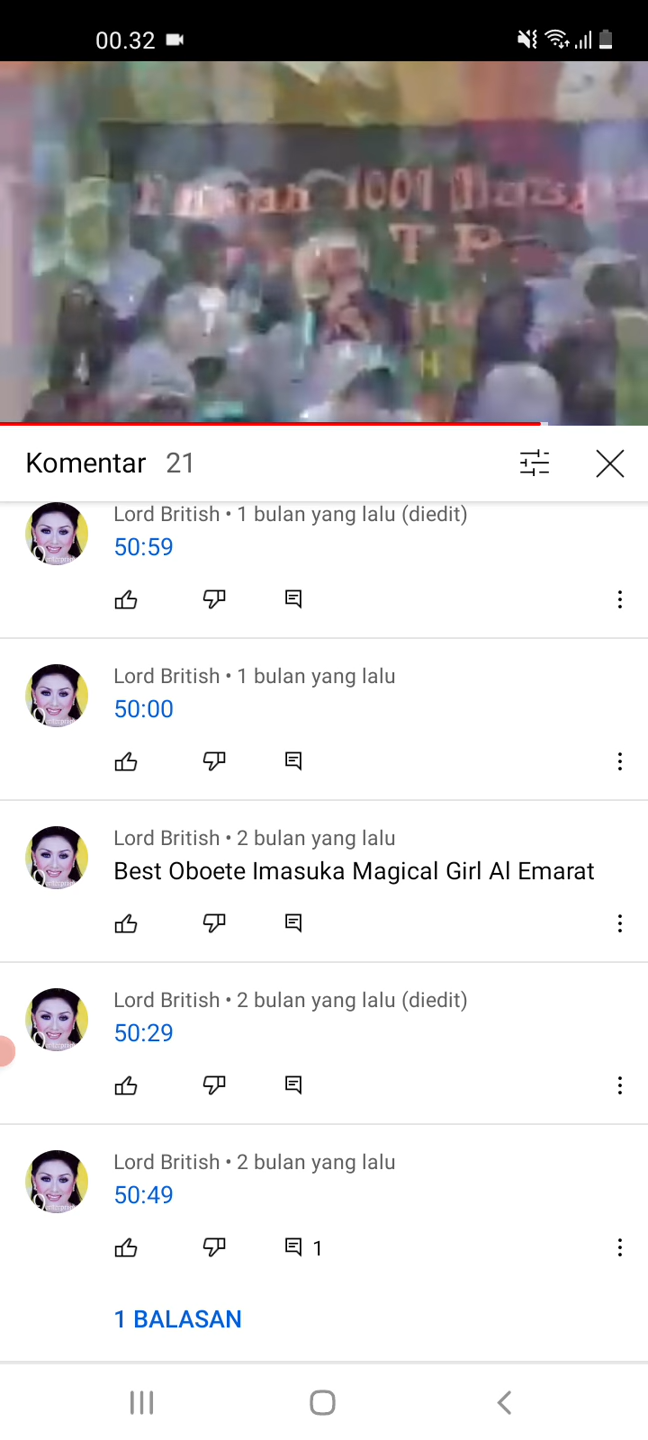 00.32
1001
T P
Komentar 21
Lord British • 1 bulan yang lalu (diedit)
50:59
Lord British • 1 bulan yang lalu
50:00
Lord British • 2 bulan yang lalu
Best Oboete Imasuka Magical Girl Al Emarat
Lord British • 2 bulan yang lalu (diedit)
50:29
Lord British • 2 bulan yang lalu
50:49
1
1 BALASAN